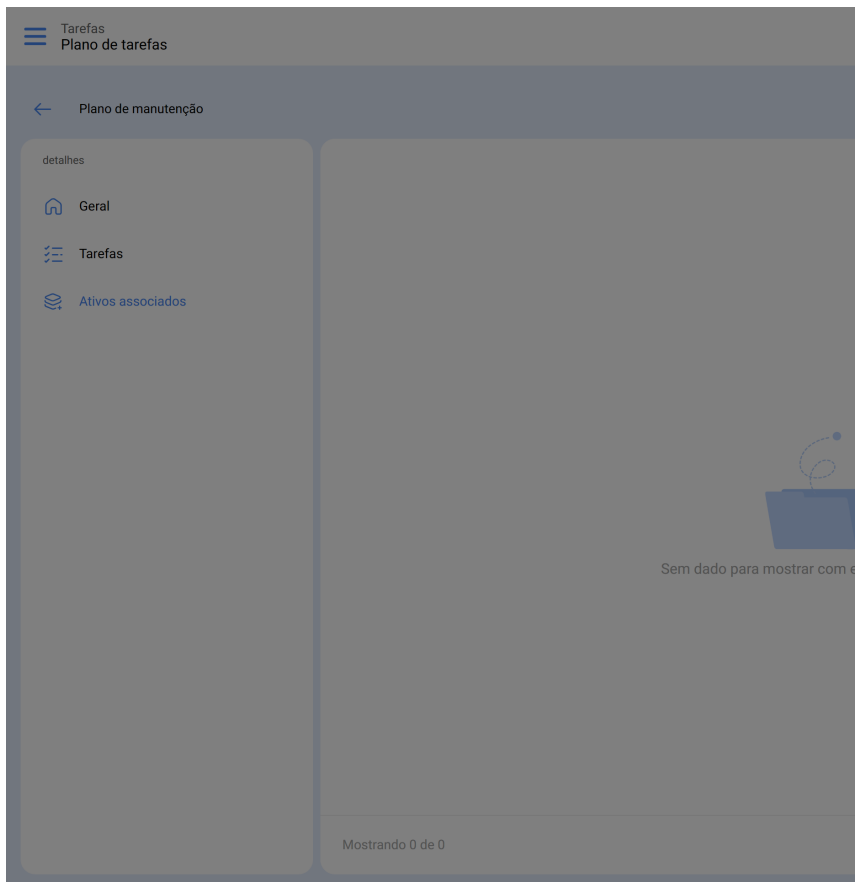 Tarefas
Plano de tarefas
Plano de manutenção
detalhes
Geral
Tarefas
Ativos associados
Sem dado para mostrar com e
Mostrando 0 de 0